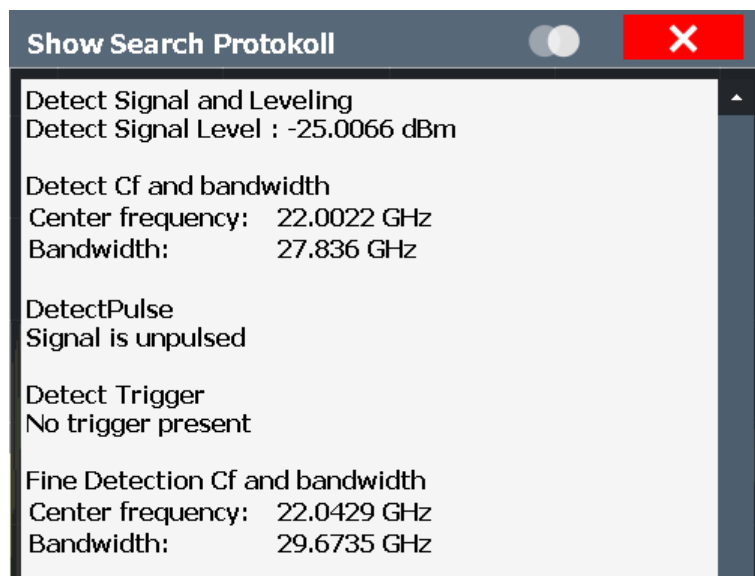 Show Search Protokoll
Detect Signal and Leveling
Detect Signal Level : -25.0066 dBm
Detect Cf and bandwidth
Center frequency: 22.0022 GHz
Bandwidth: 27.836 GHz
DetectPulse
Signal is unpulsed
Detect Trigger
No trigger present
Fine Detection Cf and bandwidth
Center frequency: 22.0429 GHz
Bandwidth: 29.6735 GHz